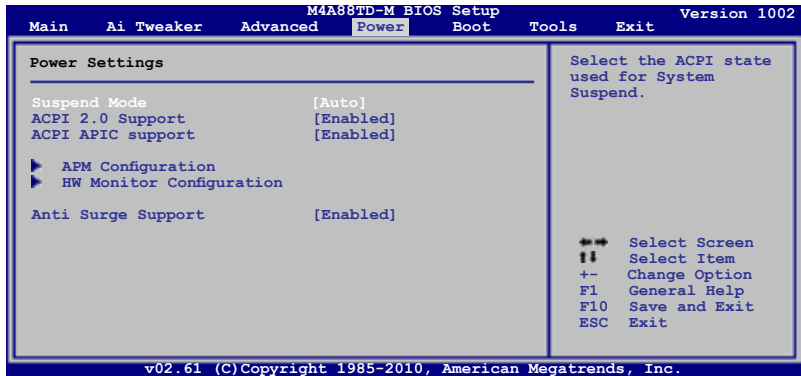 M4A88TD-M BIOS Setup Version 1002
Main Ai Tweaker Advanced Power Boot Tools Exit
Power Settings
Suspend Mode [Auto]
ACPI 2.0 Support [Enabled]
ACPI APIC support [Enabled]
APM Configuration
HW Monitor Configuration
Anti Surge Support [Enabled]
Select the ACPI state
used for System
Suspend.
Select Screen
Select Item
+- Change Option
F1 General Help
F10 Save and Exit
ESC Exit
v02.61 (C)Copyright 1985-2010, American Megatrends, Inc.